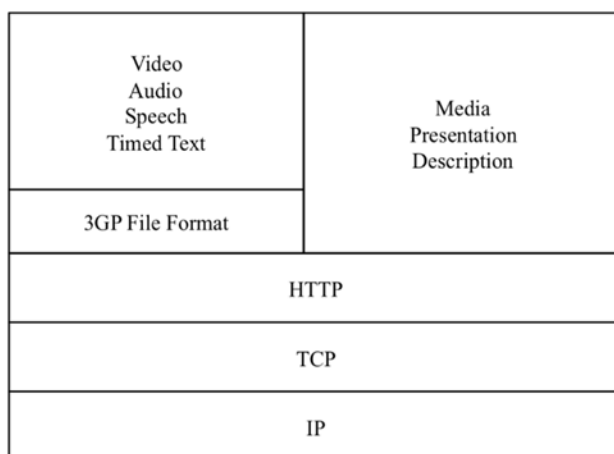 Video
Audio
Speech
Timed Text
Media
Presentation
Description
3GP File Format
HTTP
TCP
IP